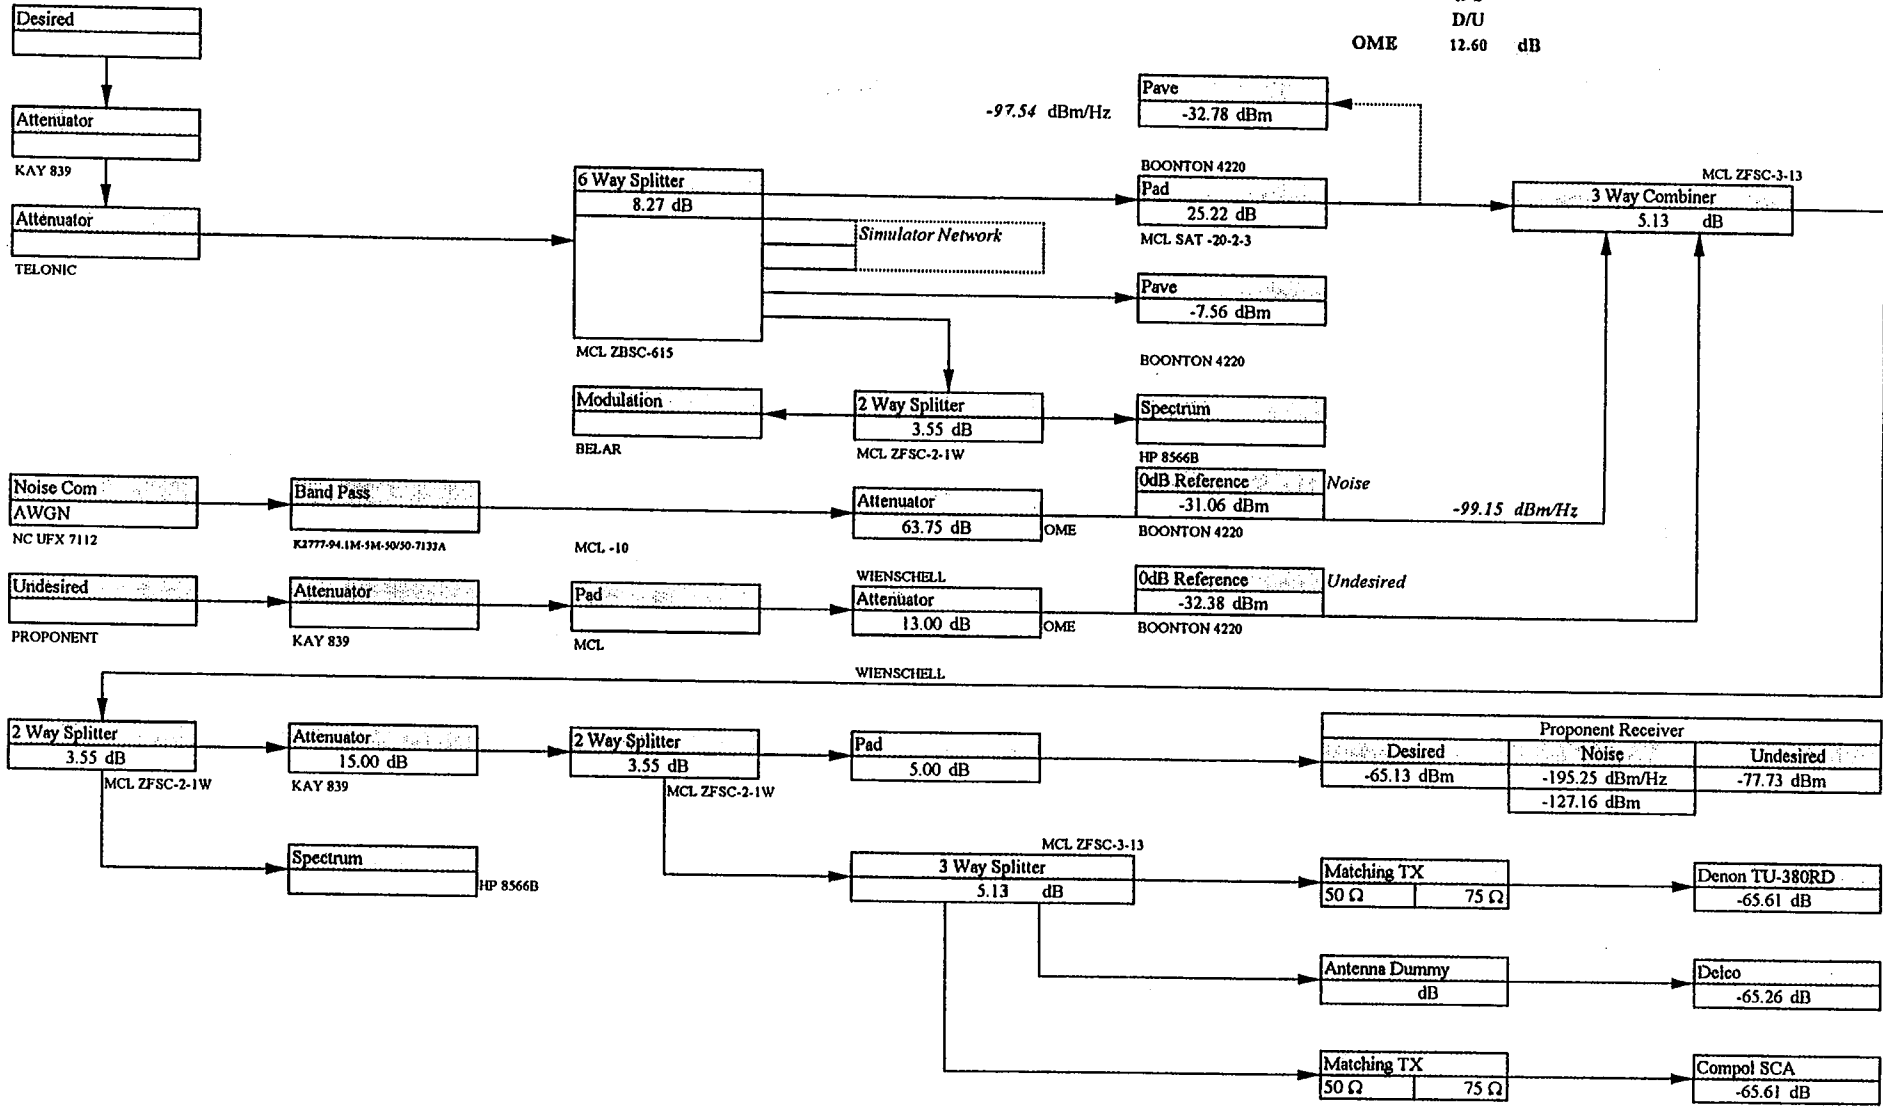 Desired
D/U
OME 12.60 dB
Attenuator
KAY 839
Attenuator
TELONIC
-97.54 dBm/Hz
Pave
-32.78 dBm
BOONTON 4220
6 Way Splitter
8.27 dB
MCL ZBSC-615
Simulator Network
Pad
25.22 dB
MCL SAT -20-2-3
MCL ZFSC-3-13
3 Way Combiner
5.13 dB
Pave
-7.56 dBm
BOONTON 4220
Modulation
BELAR
2 Way Splitter
3.55 dB
MCL ZFSC-2-1W
Spectrum
HP 8566B
Noise Com
AWGN
NC UFX 7112
Band Pass
K2777-94.1M-5M-50/50-7133A
MCL -10
Attenuator
63.75 dB
OME
WIENSCHELL
0dB Reference
-31.06 dBm
BOONTON 4220
Noise
-99.15 dBm/Hz
Undesired
PROPONENT
Attenuator
KAY 839
Pad
MCL
Attenuator
13.00 dB
OME
WIENSCHELL
0dB Reference
-32.38 dBm
BOONTON 4220
Undesired
2 Way Splitter
3.55 dB
MCL ZFSC-2-1W
Attenuator
15.00 dB
KAY 839
2 Way Splitter
3.55 dB
MCL ZFSC-2-1W
Pad
5.00 dB
Proponent Receiver
Desired Noise Undesired
-65.13 dBm -195.25 dBm/Hz -77.73 dBm
-127.16 dBm
Spectrum
HP 8566B
MCL ZFSC-3-13
3 Way Splitter
5.13 dB
Matching TX
50 Ω 75 Ω
Denon TU-380RD
-65.61 dB
Antenna Dummy
dB
Delco
-65.26 dB
Matching TX
50 Ω 75 Ω
Compol SCA
-65.61 dB